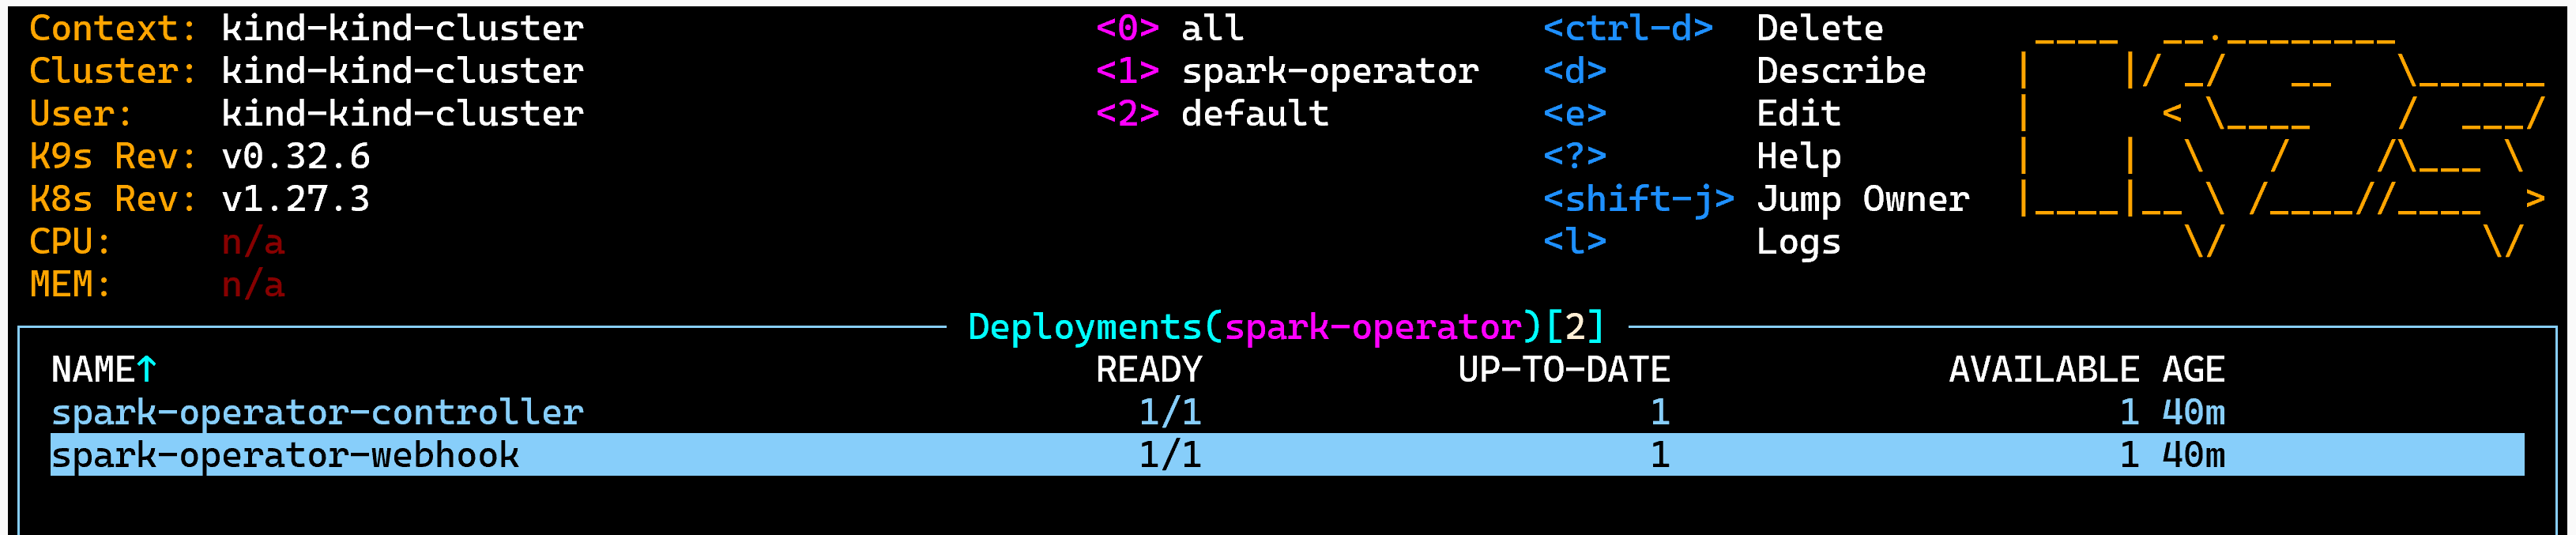 Context: kind-kind-cluster <0> all <ctrl-d> Delete
Cluster: kind-kind-cluster <1> spark-operator <d> Describe
User: kind-kind-cluster <2> default <e> Edit
K9s Rev: v0.32.6 <?> Help
K8s Rev: v1.27.3 <shift-j> Jump Owner
CPU: n/a <l> Logs
MEM: n/a
Deployments(spark-operator)[2]
NAME↑ READY UP-TO-DATE AVAILABLE AGE
spark-operator-controller 1/1 1 1 40m
spark-operator-webhook 1/1 1 1 40m